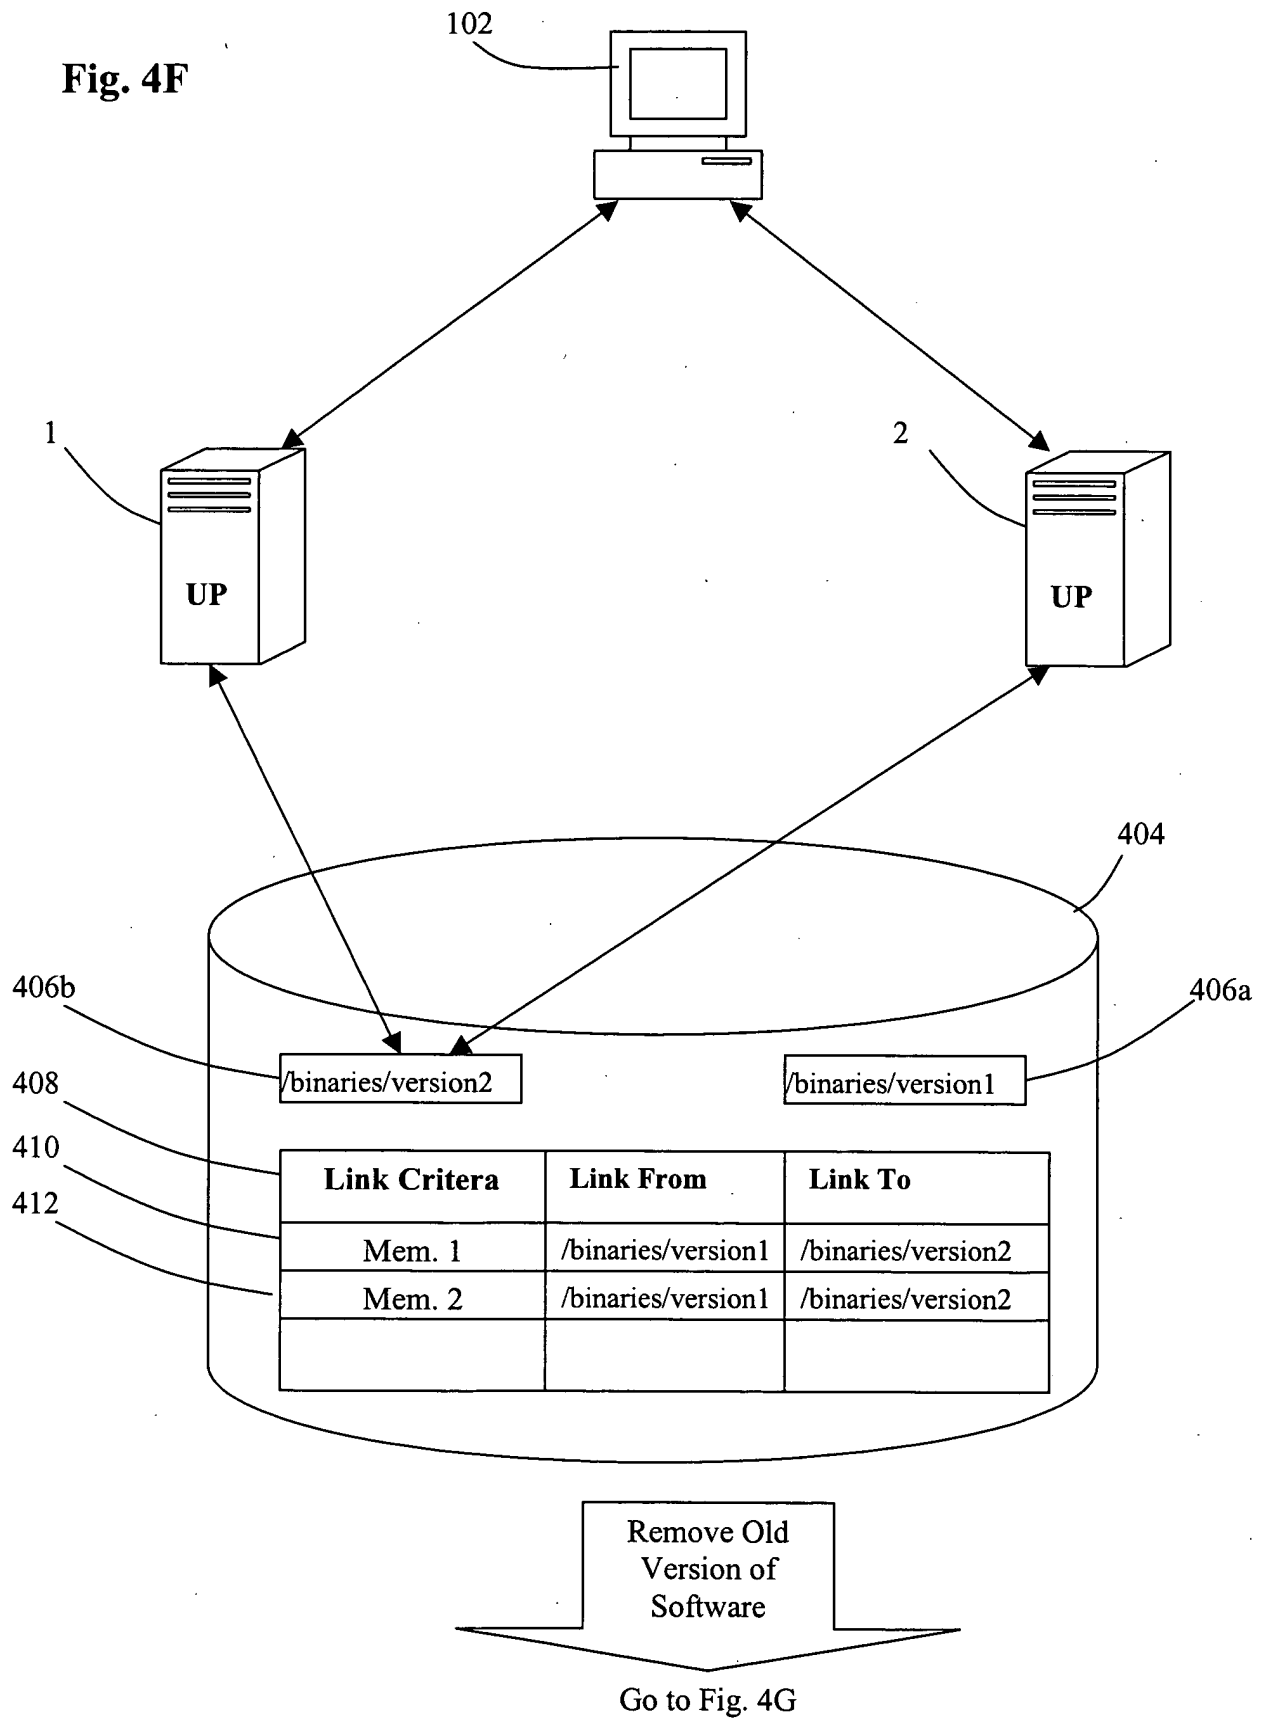 102
Fig. 4F
1
2
UP
UP
404
406b
406a
/binaries/version2
/binaries/version1
408
410
412
Link Critera
Link From
Link To
Mem. 1
/binaries/version1
/binaries/version2
Mem. 2
/binaries/version1
/binaries/version2
Remove Old
Version of
Software
Go to Fig. 4G